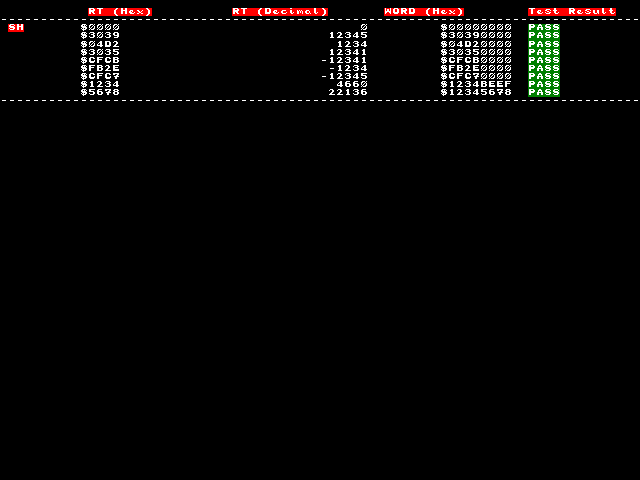 RT (Hex) RT (Decimal) WORD (Hex) Test Result
--------------------------------------------------------------------------------
SH $0000 0 $00000000 PASS
$3039 12345 $30390000 PASS
$04D2 1234 $04D20000 PASS
$3035 12341 $30350000 PASS
$CFCB -12341 $CFCB0000 PASS
$FB2E -1234 $FB2E0000 PASS
$CFC7 -12345 $CFC70000 PASS
$1234 4660 $1234BEEF PASS
$5678 22136 $12345678 PASS
--------------------------------------------------------------------------------